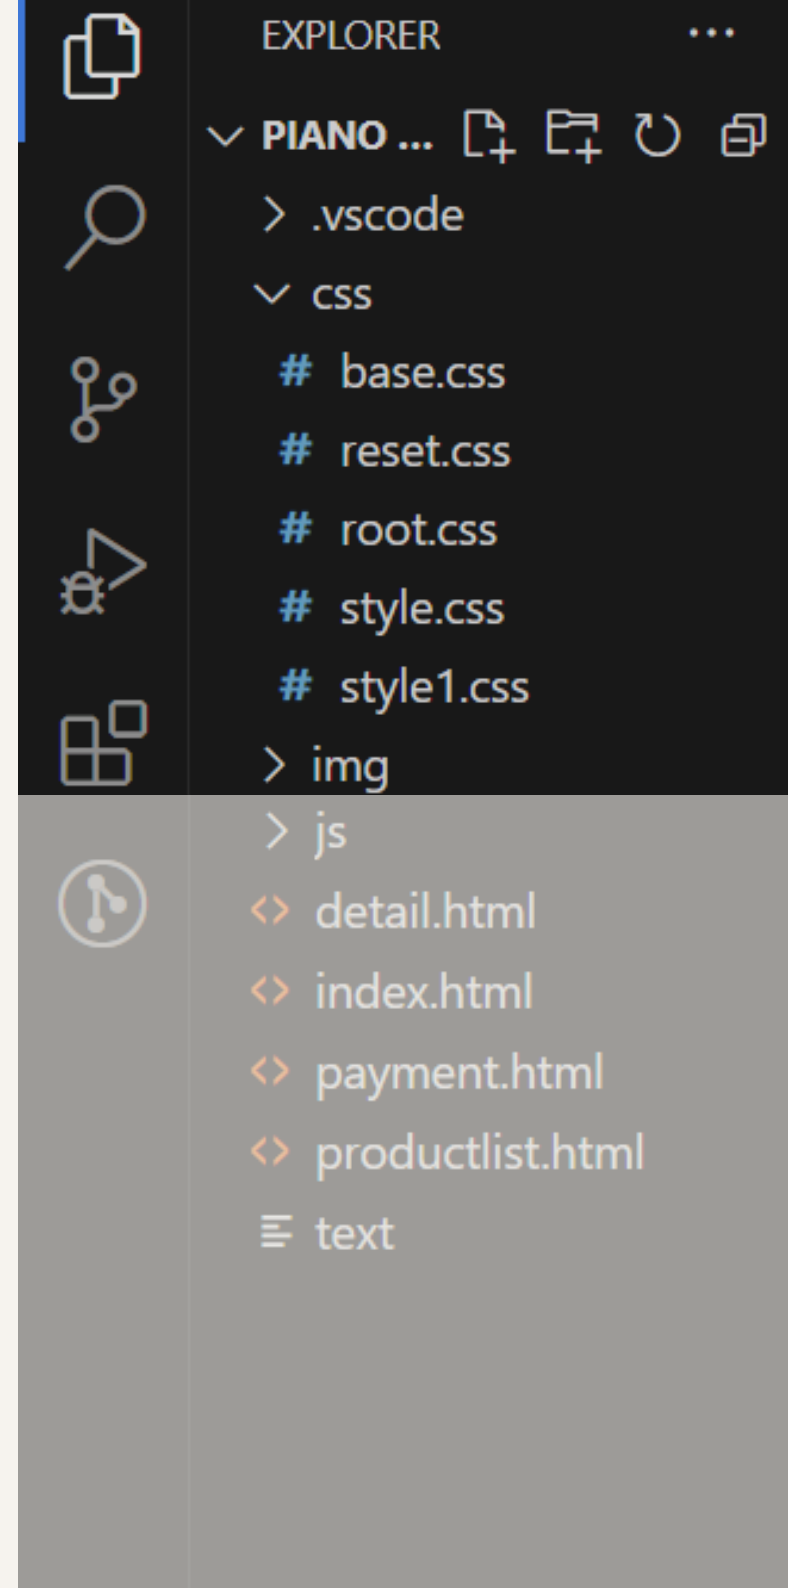 EXPLORER
PIANO ...
.vscode
css
base.css
reset.css
root.css
style.css
style1.css
img
js
detail.html
index.html
payment.html
productlist.html
text